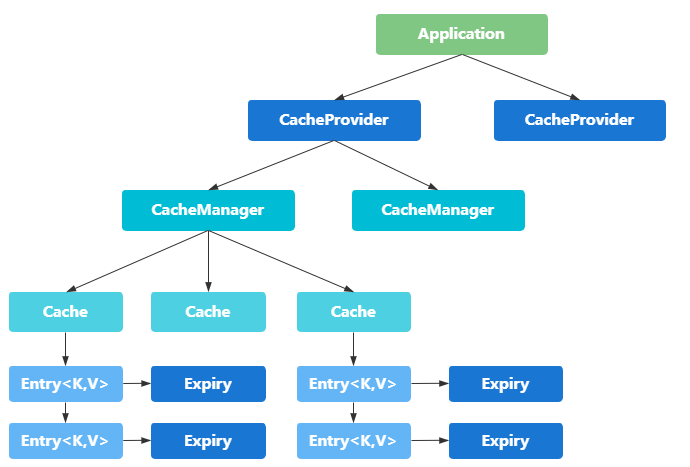 Application
CacheProvider
CacheProvider
CacheManager
CacheManager
Cache
Cache
Cache
Entry<K,V>
Expiry
Entry<K,V>
Expiry
Entry<K,V>
Expiry
Entry<K,V>
Expiry